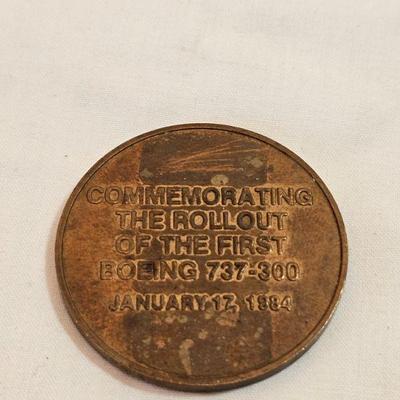 COMMEMORATING
THE ROLLOUT
OF THE FIRST
BOEING 737-300
JANUARY 17, 1984